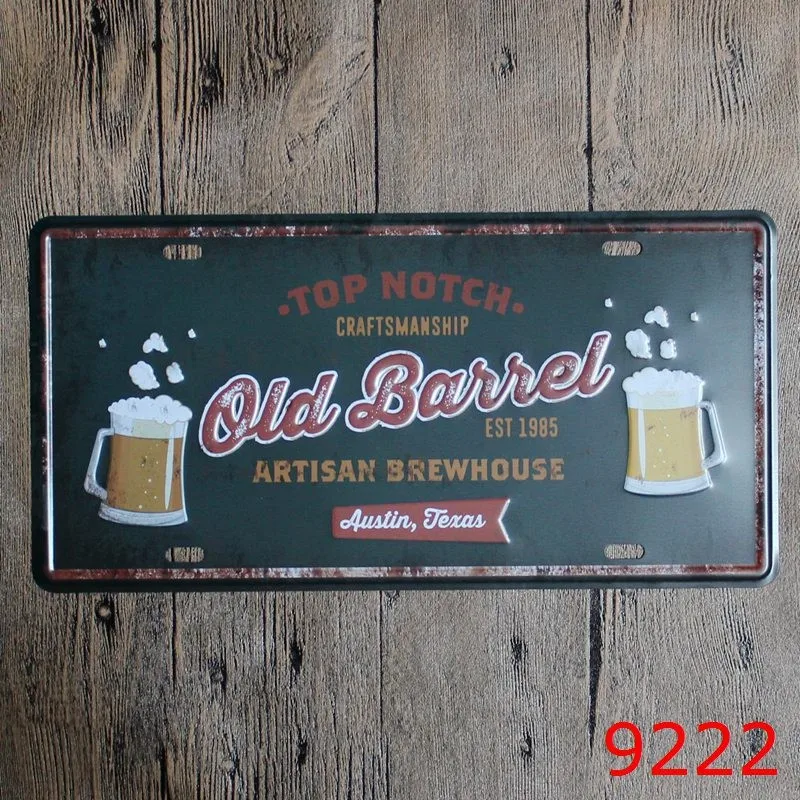 ·TOP NOTCH·
CRAFTSMANSHIP
Old Barrel
EST 1985
ARTISAN BREWHOUSE
Austin, Texas
9222